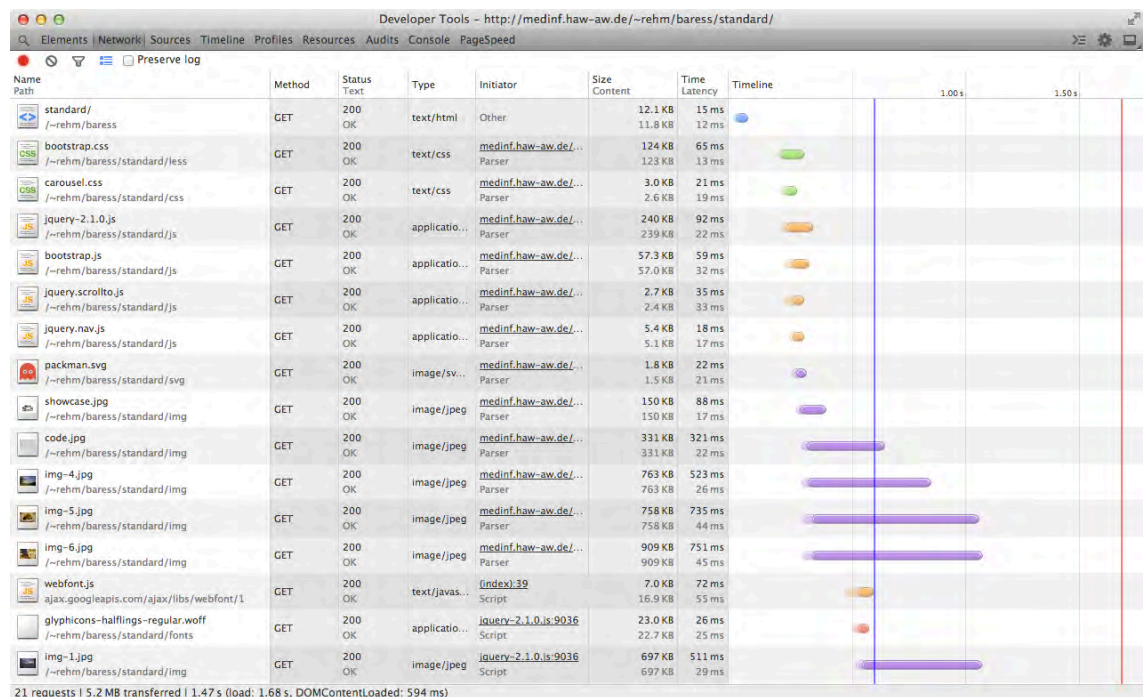 Developer Tools - http://medinf.haw-aw.de/~rehm/baress/standard/
Elements Network Sources Timeline Profiles Resources Audits Console PageSpeed
Preserve log
Name Path Method Status Text Type Initiator Size Content Time Latency Timeline 1.00 s 1.50 s
standard/ GET 200 text/html Other 12.1 KB 15 ms
/~rehm/baress OK 11.8 KB 12 ms
bootstrap.css GET 200 text/css medinf.haw-aw.de/... 124 KB 65 ms
/~rehm/baress/standard/less OK Parser 123 KB 13 ms
carousel.css GET 200 text/css medinf.haw-aw.de/... 3.0 KB 21 ms
/~rehm/baress/standard/css OK Parser 2.6 KB 19 ms
jquery-2.1.0.js GET 200 applicatio... medinf.haw-aw.de/... 240 KB 92 ms
/~rehm/baress/standard/js OK Parser 239 KB 22 ms
bootstrap.js GET 200 applicatio... medinf.haw-aw.de/... 57.3 KB 59 ms
/~rehm/baress/standard/js OK Parser 57.0 KB 32 ms
jquery.scrollto.js GET 200 applicatio... medinf.haw-aw.de/... 2.7 KB 35 ms
/~rehm/baress/standard/js OK Parser 2.4 KB 33 ms
jquery.nav.js GET 200 applicatio... medinf.haw-aw.de/... 5.4 KB 18 ms
/~rehm/baress/standard/js OK Parser 5.1 KB 17 ms
packman.svg GET 200 image/sv... medinf.haw-aw.de/... 1.8 KB 22 ms
/~rehm/baress/standard/svg OK Parser 1.5 KB 21 ms
showcase.jpg GET 200 image/jpeg medinf.haw-aw.de/... 150 KB 88 ms
/~rehm/baress/standard/img OK Parser 150 KB 17 ms
code.jpg GET 200 image/jpeg medinf.haw-aw.de/... 331 KB 321 ms
/~rehm/baress/standard/img OK Parser 331 KB 22 ms
img-4.jpg GET 200 image/jpeg medinf.haw-aw.de/... 763 KB 523 ms
/~rehm/baress/standard/img OK Parser 763 KB 26 ms
img-5.jpg GET 200 image/jpeg medinf.haw-aw.de/... 758 KB 735 ms
/~rehm/baress/standard/img OK Parser 758 KB 44 ms
img-6.jpg GET 200 image/jpeg medinf.haw-aw.de/... 909 KB 751 ms
/~rehm/baress/standard/img OK Parser 909 KB 45 ms
webfont.js GET 200 text/javas... (index):39 7.0 KB 72 ms
ajax.googleapis.com/ajax/libs/webfont/1 OK Script 16.9 KB 55 ms
glyphicons-halflings-regular.woff GET 200 applicatio... jquery-2.1.0.js:9036 23.0 KB 26 ms
/~rehm/baress/standard/fonts OK Script 22.7 KB 25 ms
img-1.jpg GET 200 image/jpeg jquery-2.1.0.js:9036 697 KB 511 ms
/~rehm/baress/standard/img OK Script 697 KB 29 ms
21 requests | 5.2 MB transferred | 1.47 s (load: 1.68 s, DOMContentLoaded: 594 ms)